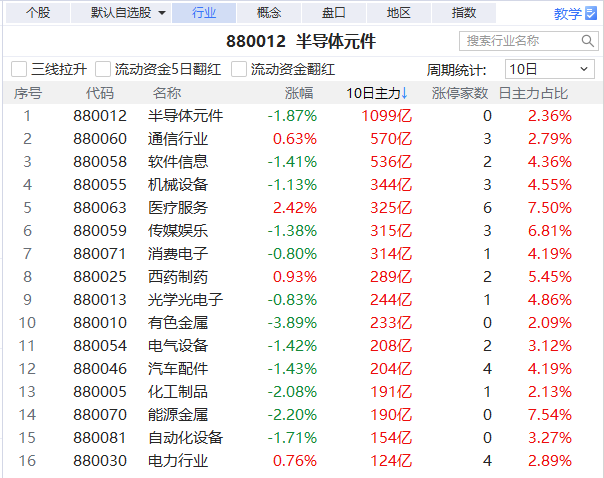 个股 默认自选股 行业 概念 盘口 地区 指数 教学
880012 半导体元件 搜索行业名称
三线拉升 流动资金5日翻红 流动资金翻红 周期统计: 10日
序号 代码 名称 涨幅 10日主力↓ 涨停家数 日主力占比
1 880012 半导体元件 -1.87% 1099亿 0 2.36%
2 880060 通信行业 0.63% 570亿 3 2.79%
3 880058 软件信息 -1.41% 536亿 2 4.36%
4 880055 机械设备 -1.13% 344亿 3 4.55%
5 880063 医疗服务 2.42% 325亿 6 7.50%
6 880059 传媒娱乐 -1.38% 315亿 3 6.81%
7 880071 消费电子 -0.80% 314亿 1 4.19%
8 880025 西药制药 0.93% 289亿 2 5.45%
9 880013 光学光电子 -0.83% 244亿 1 4.86%
10 880010 有色金属 -3.89% 233亿 0 2.09%
11 880054 电气设备 -1.42% 208亿 2 3.12%
12 880046 汽车配件 -1.43% 204亿 4 4.19%
13 880005 化工制品 -2.08% 191亿 1 2.13%
14 880070 能源金属 -2.20% 190亿 0 7.54%
15 880081 自动化设备 -1.71% 154亿 0 3.27%
16 880030 电力行业 0.76% 124亿 4 2.89%